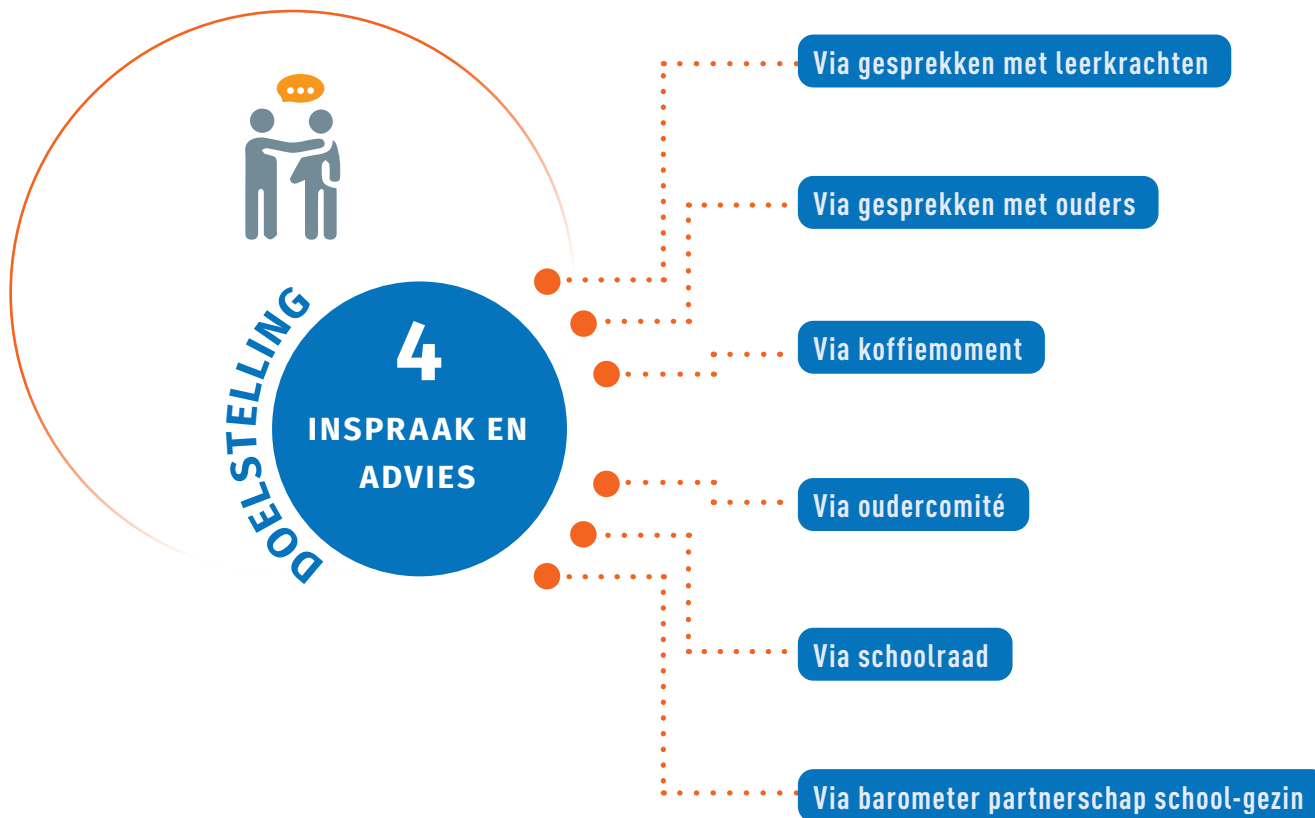 DOELSTELLING
4
INSPRAAK EN
ADVIES
Via gesprekken met leerkrachten
Via gesprekken met ouders
Via koffiemoment
Via oudercomité
Via schoolraad
Via barometer partnerschap school-gezin